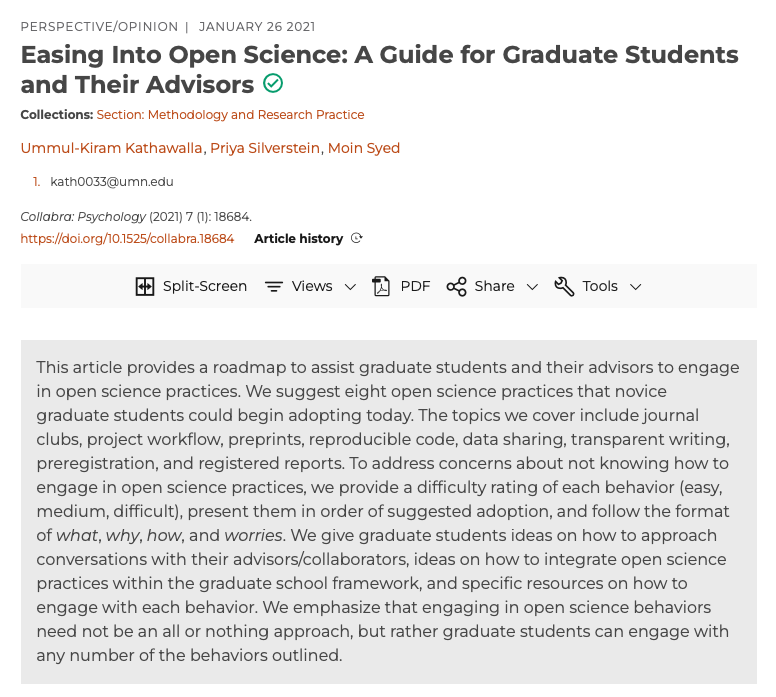 PERSPECTIVE/OPINION | JANUARY 26 2021
Easing Into Open Science: A Guide for Graduate Students
and Their Advisors
Collections: Section: Methodology and Research Practice
Ummul-Kiram Kathawalla, Priya Silverstein, Moin Syed
1. kath0033@umn.edu
Collabra: Psychology (2021) 7 (1): 18684.
https://doi.org/10.1525/collabra.18684 Article history
Split-Screen Views PDF Share Tools
This article provides a roadmap to assist graduate students and their advisors to engage
in open science practices. We suggest eight open science practices that novice
graduate students could begin adopting today. The topics we cover include journal
clubs, project workflow, preprints, reproducible code, data sharing, transparent writing,
preregistration, and registered reports. To address concerns about not knowing how to
engage in open science practices, we provide a difficulty rating of each behavior (easy,
medium, difficult), present them in order of suggested adoption, and follow the format
of what, why, how, and worries. We give graduate students ideas on how to approach
conversations with their advisors/collaborators, ideas on how to integrate open science
practices within the graduate school framework, and specific resources on how to
engage with each behavior. We emphasize that engaging in open science behaviors
need not be an all or nothing approach, but rather graduate students can engage with
any number of the behaviors outlined.